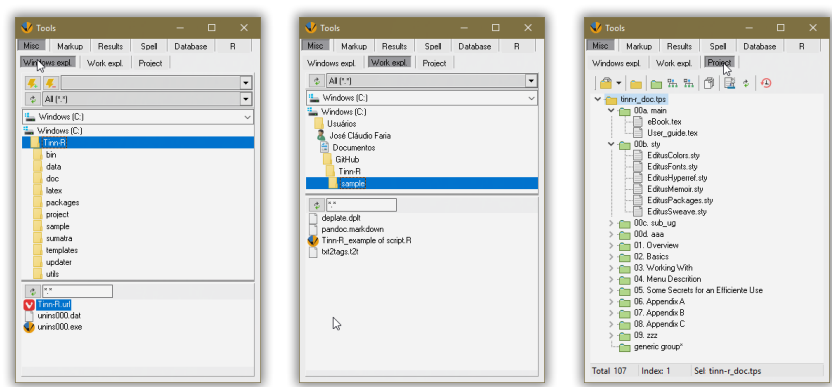 Tools
Misc Markup Results Spell Database R
Windows expl. Work expl. Project
All (*.*)
Windows (C:)
Windows (C:)
Tinn-R
bin
data
doc
latex
packages
project
sample
sumatra
templates
updater
utils
*.*
Tinn-R.url
unins000.dat
unins000.exe
Tools
Misc Markup Results Spell Database R
Windows expl. Work expl. Project
All (*.*)
Windows (C:)
Windows (C:)
Usuários
José Cláudio Faria
Documentos
GitHub
Tinn-R
sample
*.*
deplate.dplt
pandoc.markdown
Tinn-R_example of script.R
txt2tags.t2t
Tools
Misc Markup Results Spell Database R
Windows expl. Work expl. Project
tinn-r_doc.tps
00a. main
eBook.tex
User_guide.tex
00b. sty
EditusColors.sty
EditusFonts.sty
EditusHyperref.sty
EditusMemoir.sty
EditusPackages.sty
EditusSweave.sty
00c. sub_ug
00d. aaa
01. Overview
02. Basics
03. Working With
04. Menu Descrition
05. Some Secrets for an Efficiente Use
06. Appendix A
07. Appendix B
08. Appendix C
09. zzz
generic group*
Total 107 Index: 1 Sel tinn-r_doc.tps